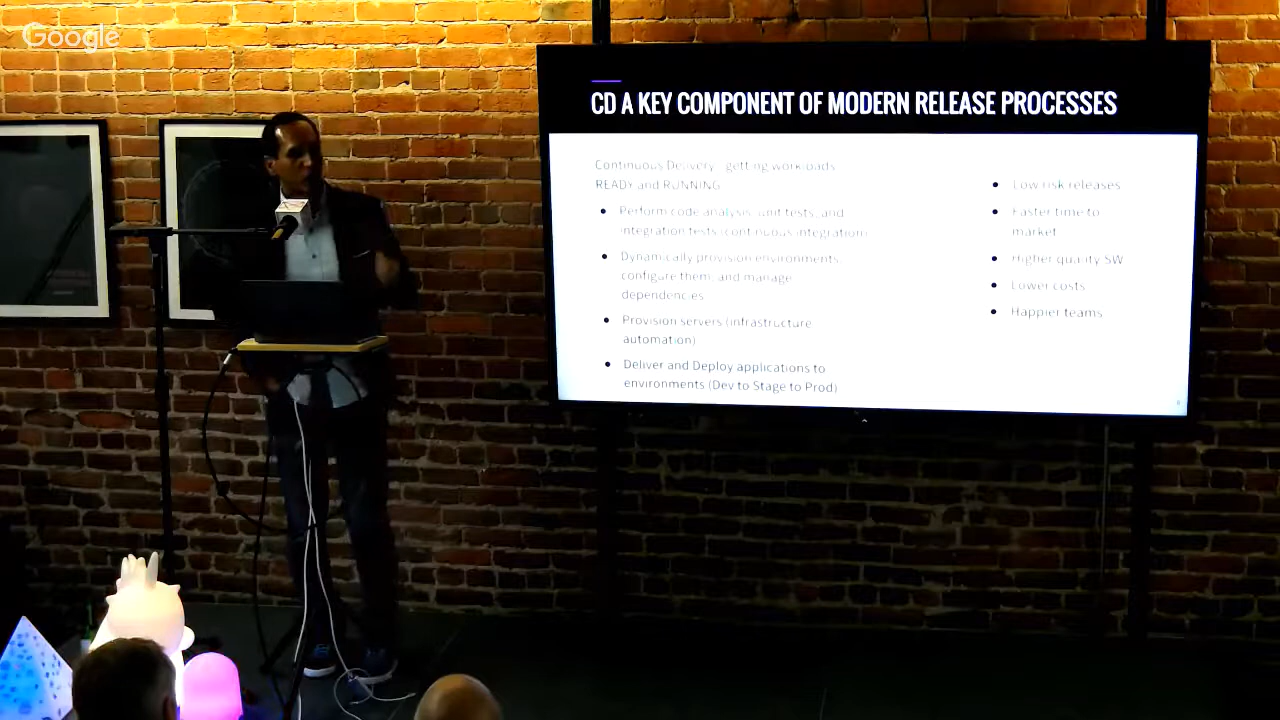 Google
CD A KEY COMPONENT OF MODERN RELEASE PROCESSES
Continuous Delivery - getting workloads
READY and RUNNING
● Perform code analysis, unit tests, and
integration tests (continuous integration)
● Dynamically provision environments,
configure them, and manage
dependencies
● Provision servers (infrastructure
automation)
● Deliver and Deploy applications to
environments (Dev to Stage to Prod)
● Low risk releases
● Faster time to
market
● Higher quality SW
● Lower costs
● Happier teams